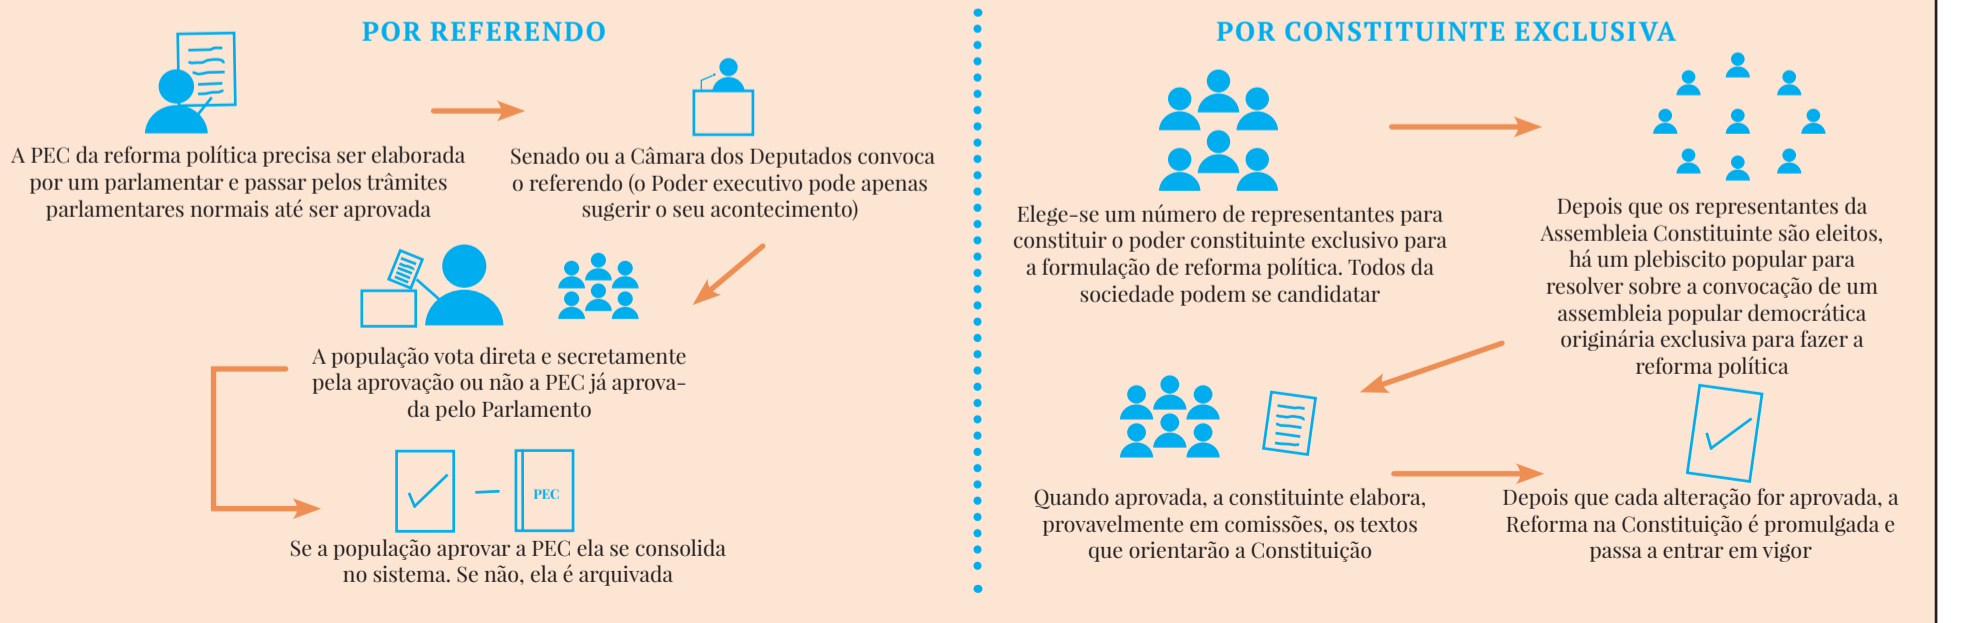 POR REFERENDO
A PEC da reforma política precisa ser elaborada
por um parlamentar e passar pelos trâmites
parlamentares normais até ser aprovada
Senado ou a Câmara dos Deputados convoca
o referendo (o Poder executivo pode apenas
sugerir o seu acontecimento)
A população vota direta e secretamente
pela aprovação ou não a PEC já aprova-
da pelo Parlamento
PEC
Se a população aprovar a PEC ela se consolida
no sistema. Se não, ela é arquivada
POR CONSTITUINTE EXCLUSIVA
Elege-se um número de representantes para
constituir o poder constituinte exclusivo para
a formulação de reforma política. Todos da
sociedade podem se candidatar
Depois que os representantes da
Assembleia Constituinte são eleitos,
há um plebiscito popular para
resolver sobre a convocação de um
assembleia popular democrática
originária exclusiva para fazer a
reforma política
Quando aprovada, a constituinte elabora,
provavelmente em comissões, os textos
que orientarão a Constituição
Depois que cada alteração for aprovada, a
Reforma na Constituição é promulgada e
passa a entrar em vigor